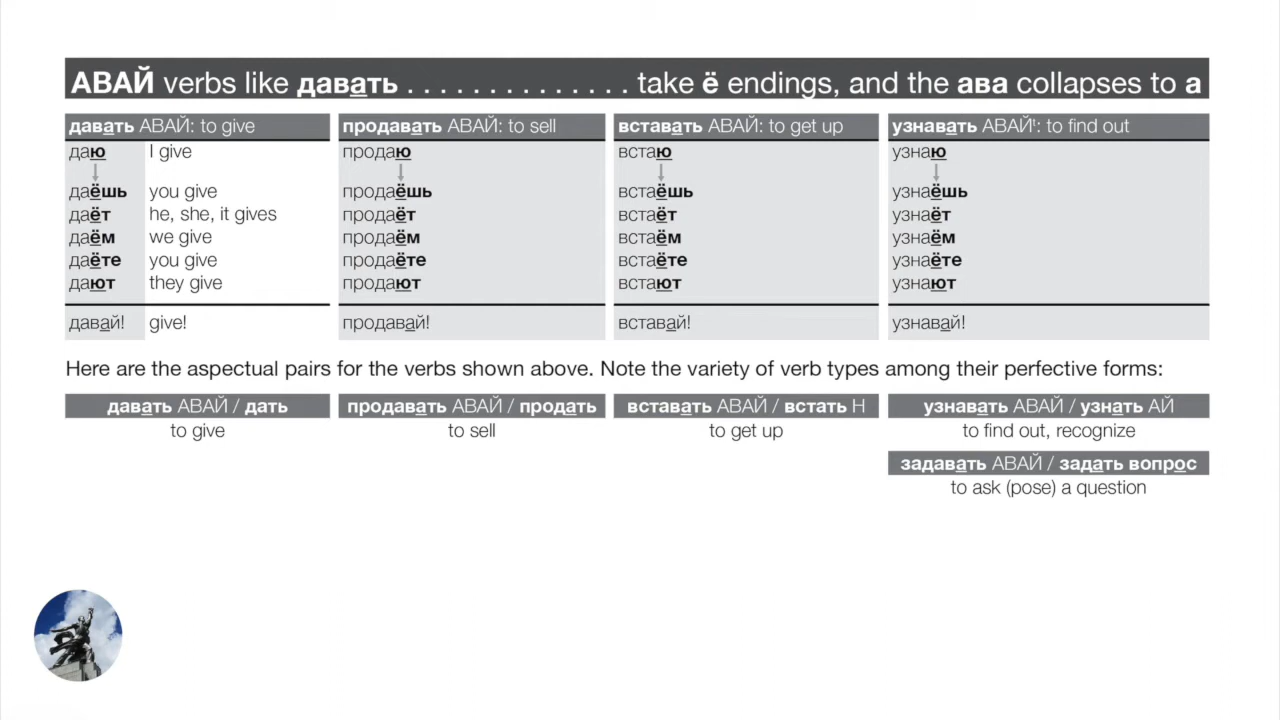 АВАЙ verbs like давать . . . . . . . . . . . . . . take ё endings, and the ава collapses to а
давать АВАЙ: to give
даю I give
даёшь you give
даёт he, she, it gives
даём we give
даёте you give
дают they give
давай! give!
продавать АВАЙ: to sell
продаю
продаёшь
продаёт
продаём
продаёте
продают
продавай!
вставать АВАЙ: to get up
встаю
встаёшь
встаёт
встаём
встаёте
встают
вставай!
узнавать АВАЙᵗ: to find out
узнаю
узнаёшь
узнаёт
узнаём
узнаёте
узнают
узнавай!
Here are the aspectual pairs for the verbs shown above. Note the variety of verb types among their perfective forms:
давать АВАЙ / дать
to give
продавать АВАЙ / продать
to sell
вставать АВАЙ / встать Н
to get up
узнавать АВАЙ / узнать АЙ
to find out, recognize
задавать АВАЙ / задать вопрос
to ask (pose) a question